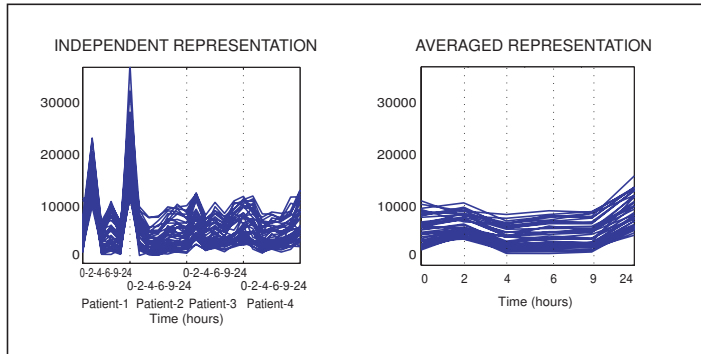 INDEPENDENT REPRESENTATION
30000
20000
10000
0
0-2-4-6-9-24
0-2-4-6-9-24
0-2-4-6-9-24
0-2-4-6-9-24
Patient-1
Patient-2
Patient-3
Patient-4
Time (hours)
AVERAGED REPRESENTATION
30000
20000
10000
0
0 2 4 6 9 24
Time (hours)